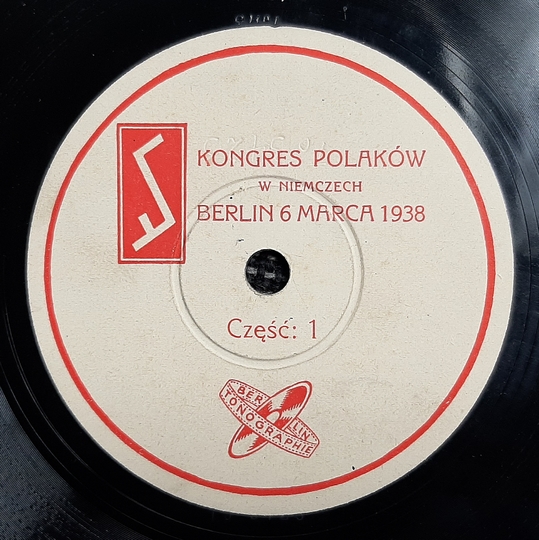 KONGRES POLAKÓW
W NIEMCZECH
BERLIN 6 MARCA 1938
Część: 1
BERLIN
TONOGRAPHIE